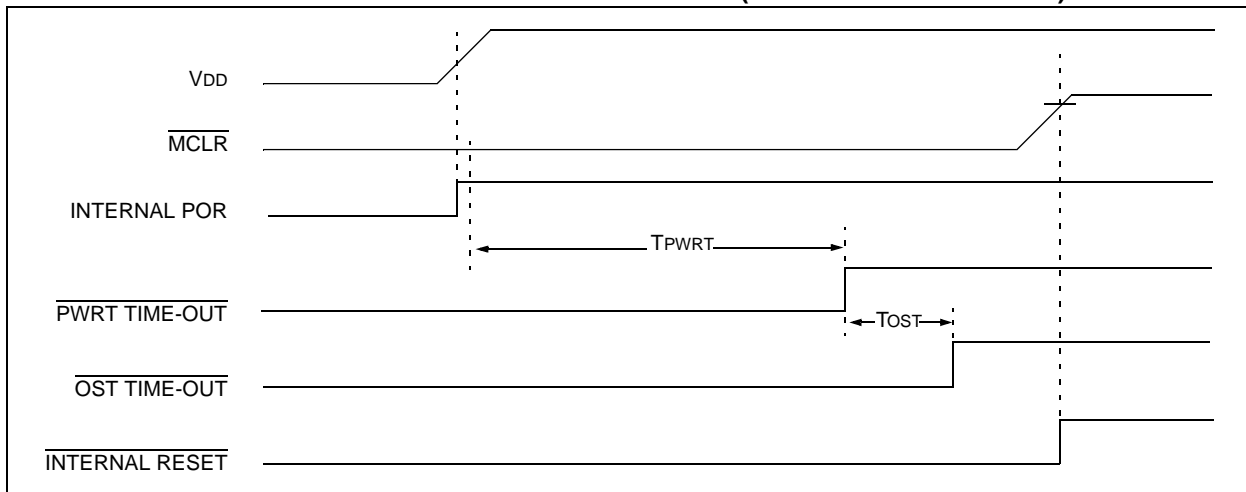 VDD
MCLR
INTERNAL POR
TPWRT
PWRT TIME-OUT
TOST
OST TIME-OUT
INTERNAL RESET